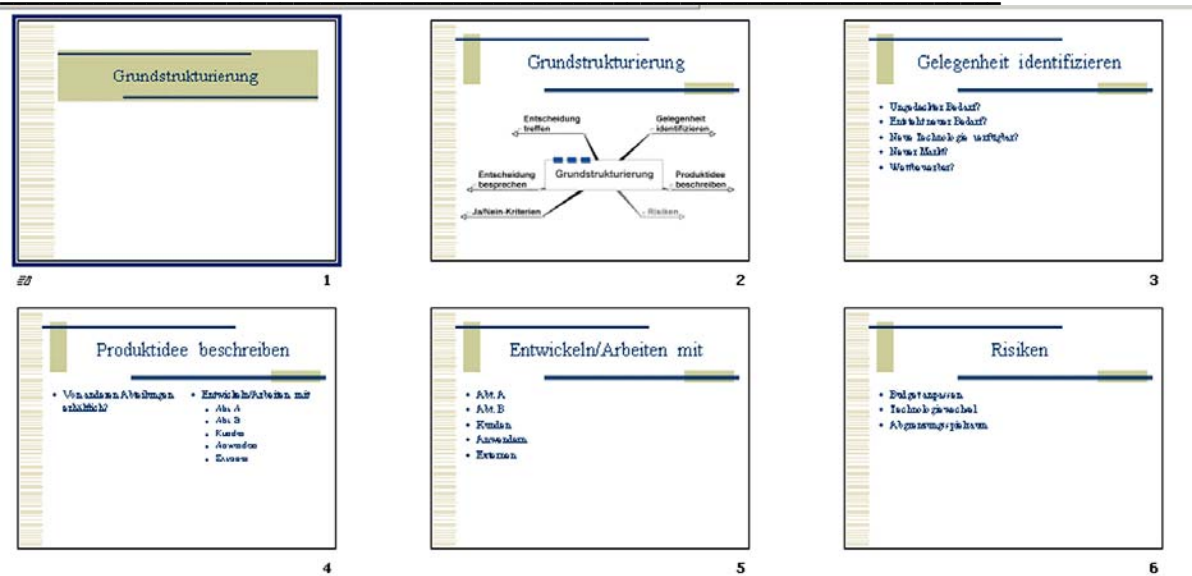 Grundstrukturierung
1
Grundstrukturierung
Entscheidung treffen
Gelegenheit identifizieren
Entscheidung besprechen
Grundstrukturierung
Produktidee beschreiben
Ja/Nein-Kriterien
Risiken
2
Gelegenheit identifizieren
• Ungedeckter Bedarf?
• Entsteht neuer Bedarf?
• Neue Technologie verfügbar?
• Neuer Markt?
• Wettbewerber?
3
Produktidee beschreiben
• Von anderen Abteilungen
erhältlich?
• Entwickeln/Arbeiten mit
• Abt. A
• Abt. B
• Kunden
• Anwendern
• Externen
4
Entwickeln/Arbeiten mit
• Abt. A
• Abt. B
• Kunden
• Anwendern
• Externen
5
Risiken
• Budget anpassen
• Technologiewechsel
• Abgrenzungsspielraum
6